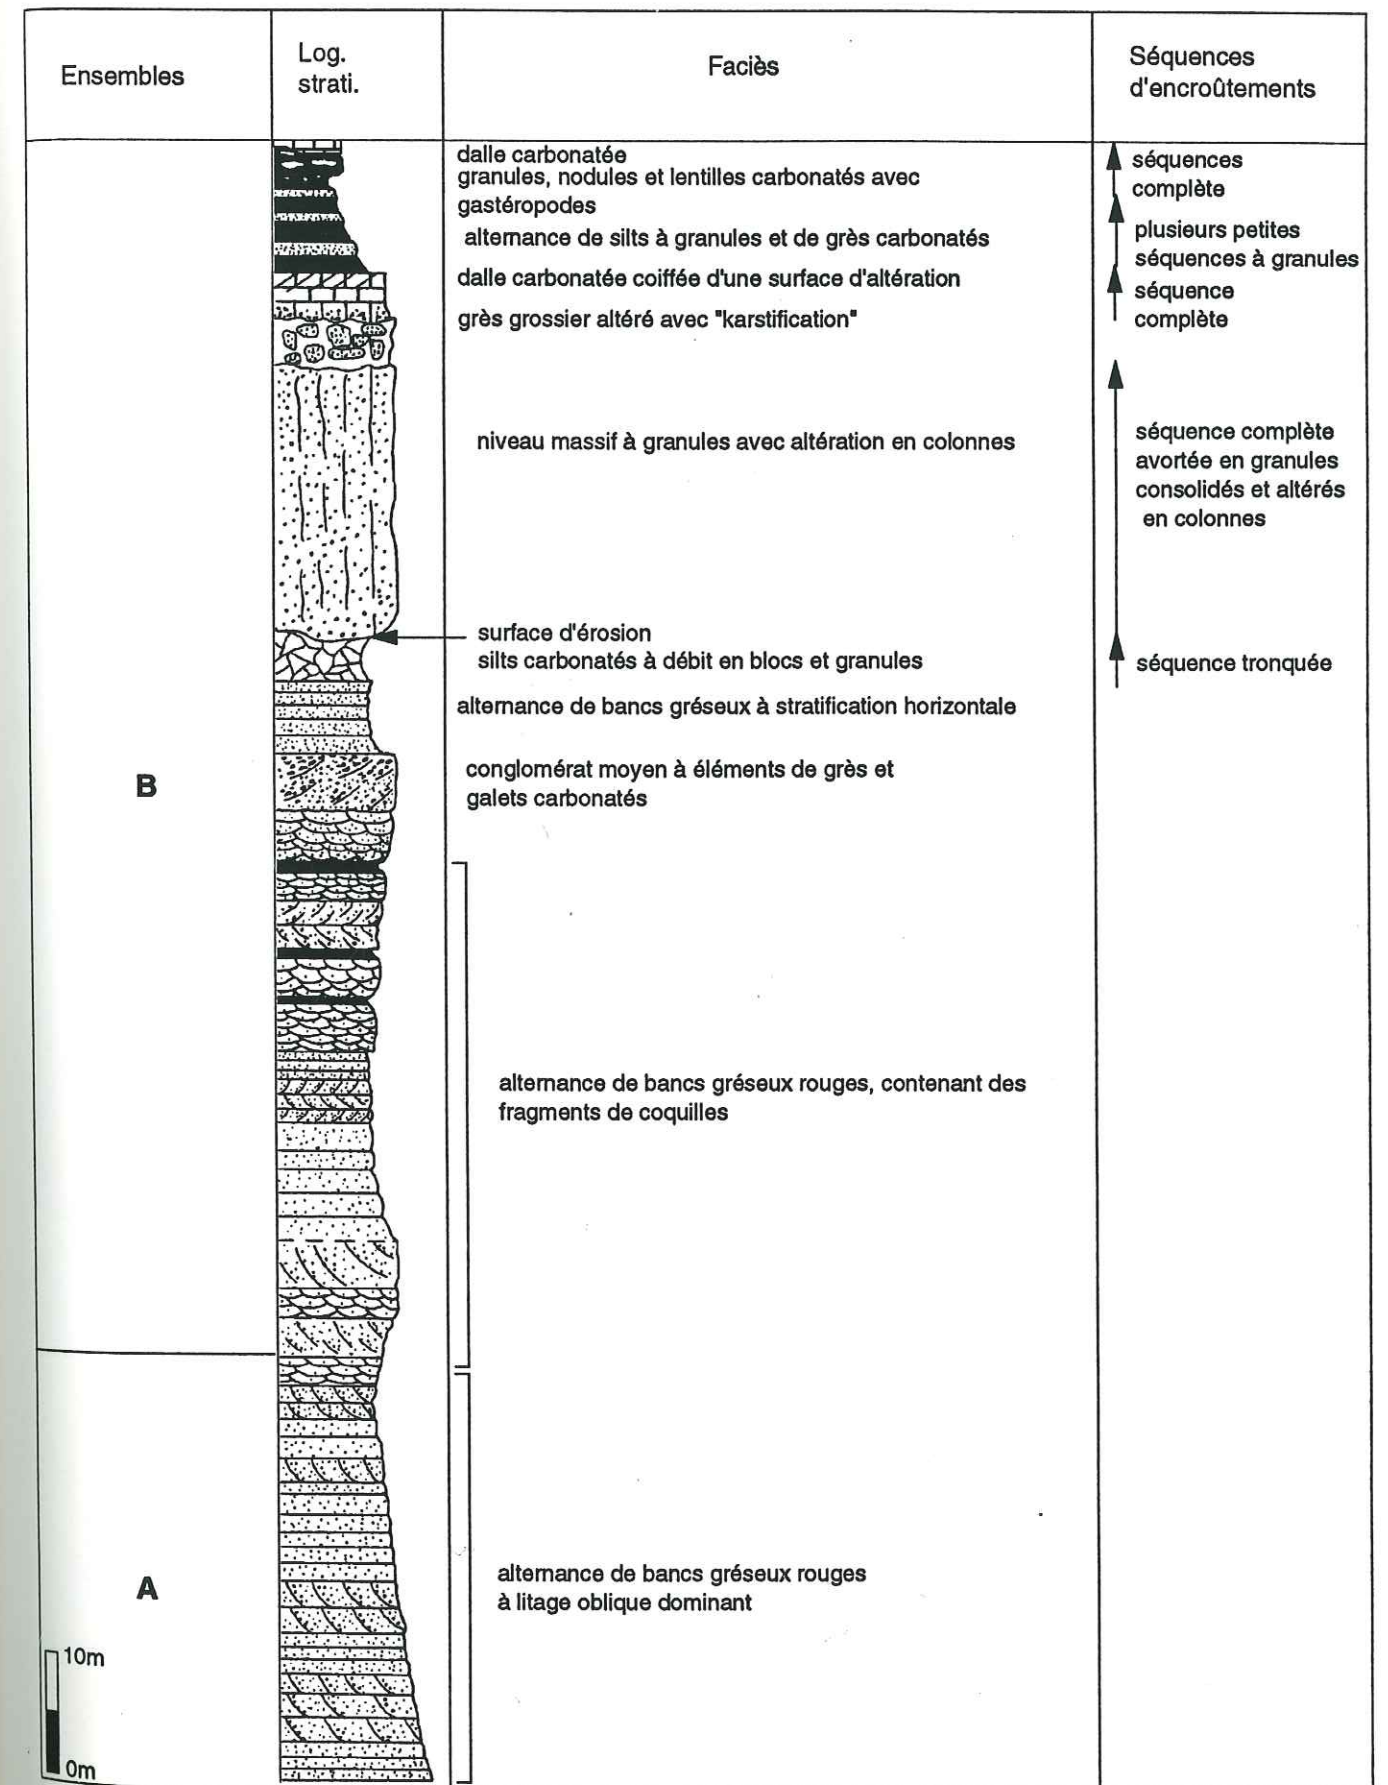 Ensembles
Log.
strati.
Faciès
Séquences
d'encroûtements
dalle carbonatée
granules, nodules et lentilles carbonatés avec
gastéropodes
alternance de silts à granules et de grès carbonatés
dalle carbonatée coiffée d'une surface d'altération
grès grossier altéré avec "karstification"
niveau massif à granules avec altération en colonnes
surface d'érosion
silts carbonatés à débit en blocs et granules
alternance de bancs gréseux à stratification horizontale
conglomérat moyen à éléments de grès et
galets carbonatés
alternance de bancs gréseux rouges, contenant des
fragments de coquilles
alternance de bancs gréseux rouges
à litage oblique dominant
séquences
complète
plusieurs petites
séquences à granules
séquence
complète
séquence complète
avortée en granules
consolidés et altérés
en colonnes
séquence tronquée
B
A
10m
0m